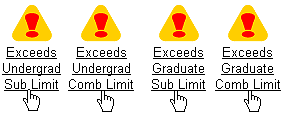 Exceeds Undergrad Sub Limit
Exceeds Undergrad Comb Limit
Exceeds Graduate Sub Limit
Exceeds Graduate Comb Limit